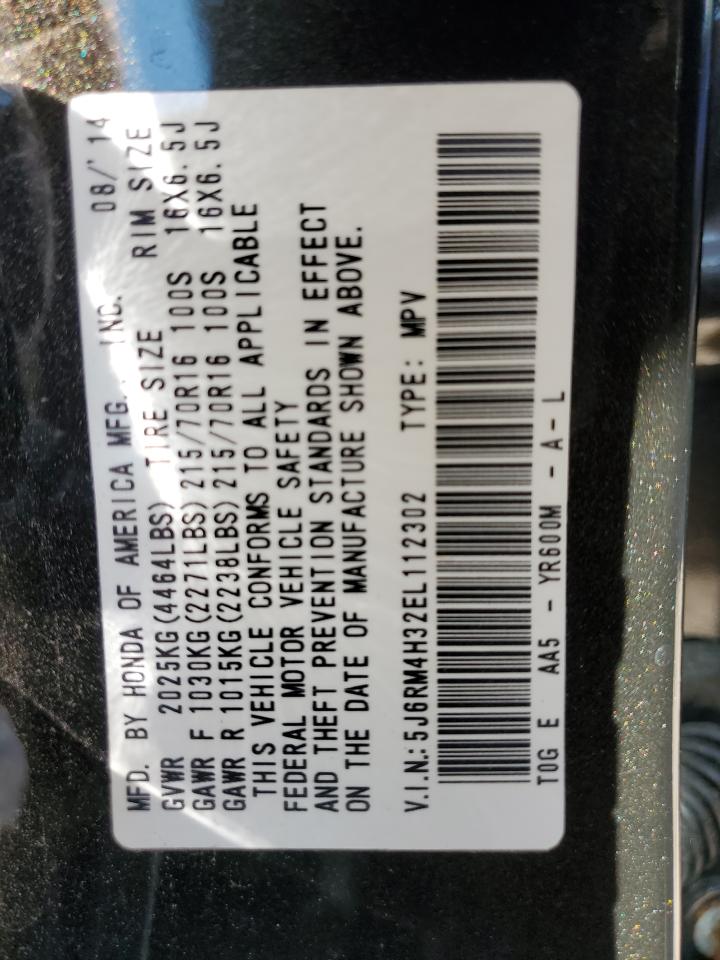 MFD. BY HONDA OF AMERICA MFG., INC. 08/'14
GVWR 2025KG(4464LBS) TIRE SIZE RIM SIZE
GAWR F 1030KG(2271LBS) 215/70R16 100S 16X6.5J
GAWR R 1015KG(2238LBS) 215/70R16 100S 16X6.5J
THIS VEHICLE CONFORMS TO ALL APPLICABLE
FEDERAL MOTOR VEHICLE SAFETY
AND THEFT PREVENTION STANDARDS IN EFFECT
ON THE DATE OF MANUFACTURE SHOWN ABOVE.
V.I.N.: 5J6RM4H32EL112302 TYPE: MPV
TOG E AA5 - YR600M - A - L